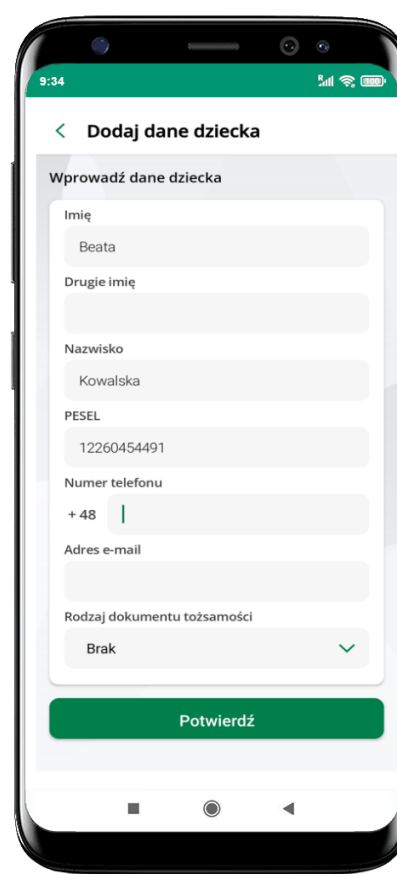 9:34
R
100
Dodaj dane dziecka
Wprowadź dane dziecka
Imię
Beata
Drugie imię
Nazwisko
Kowalska
PESEL
12260454491
Numer telefonu
+ 48
Adres e-mail
Rodzaj dokumentu tożsamości
Brak
Potwierdź